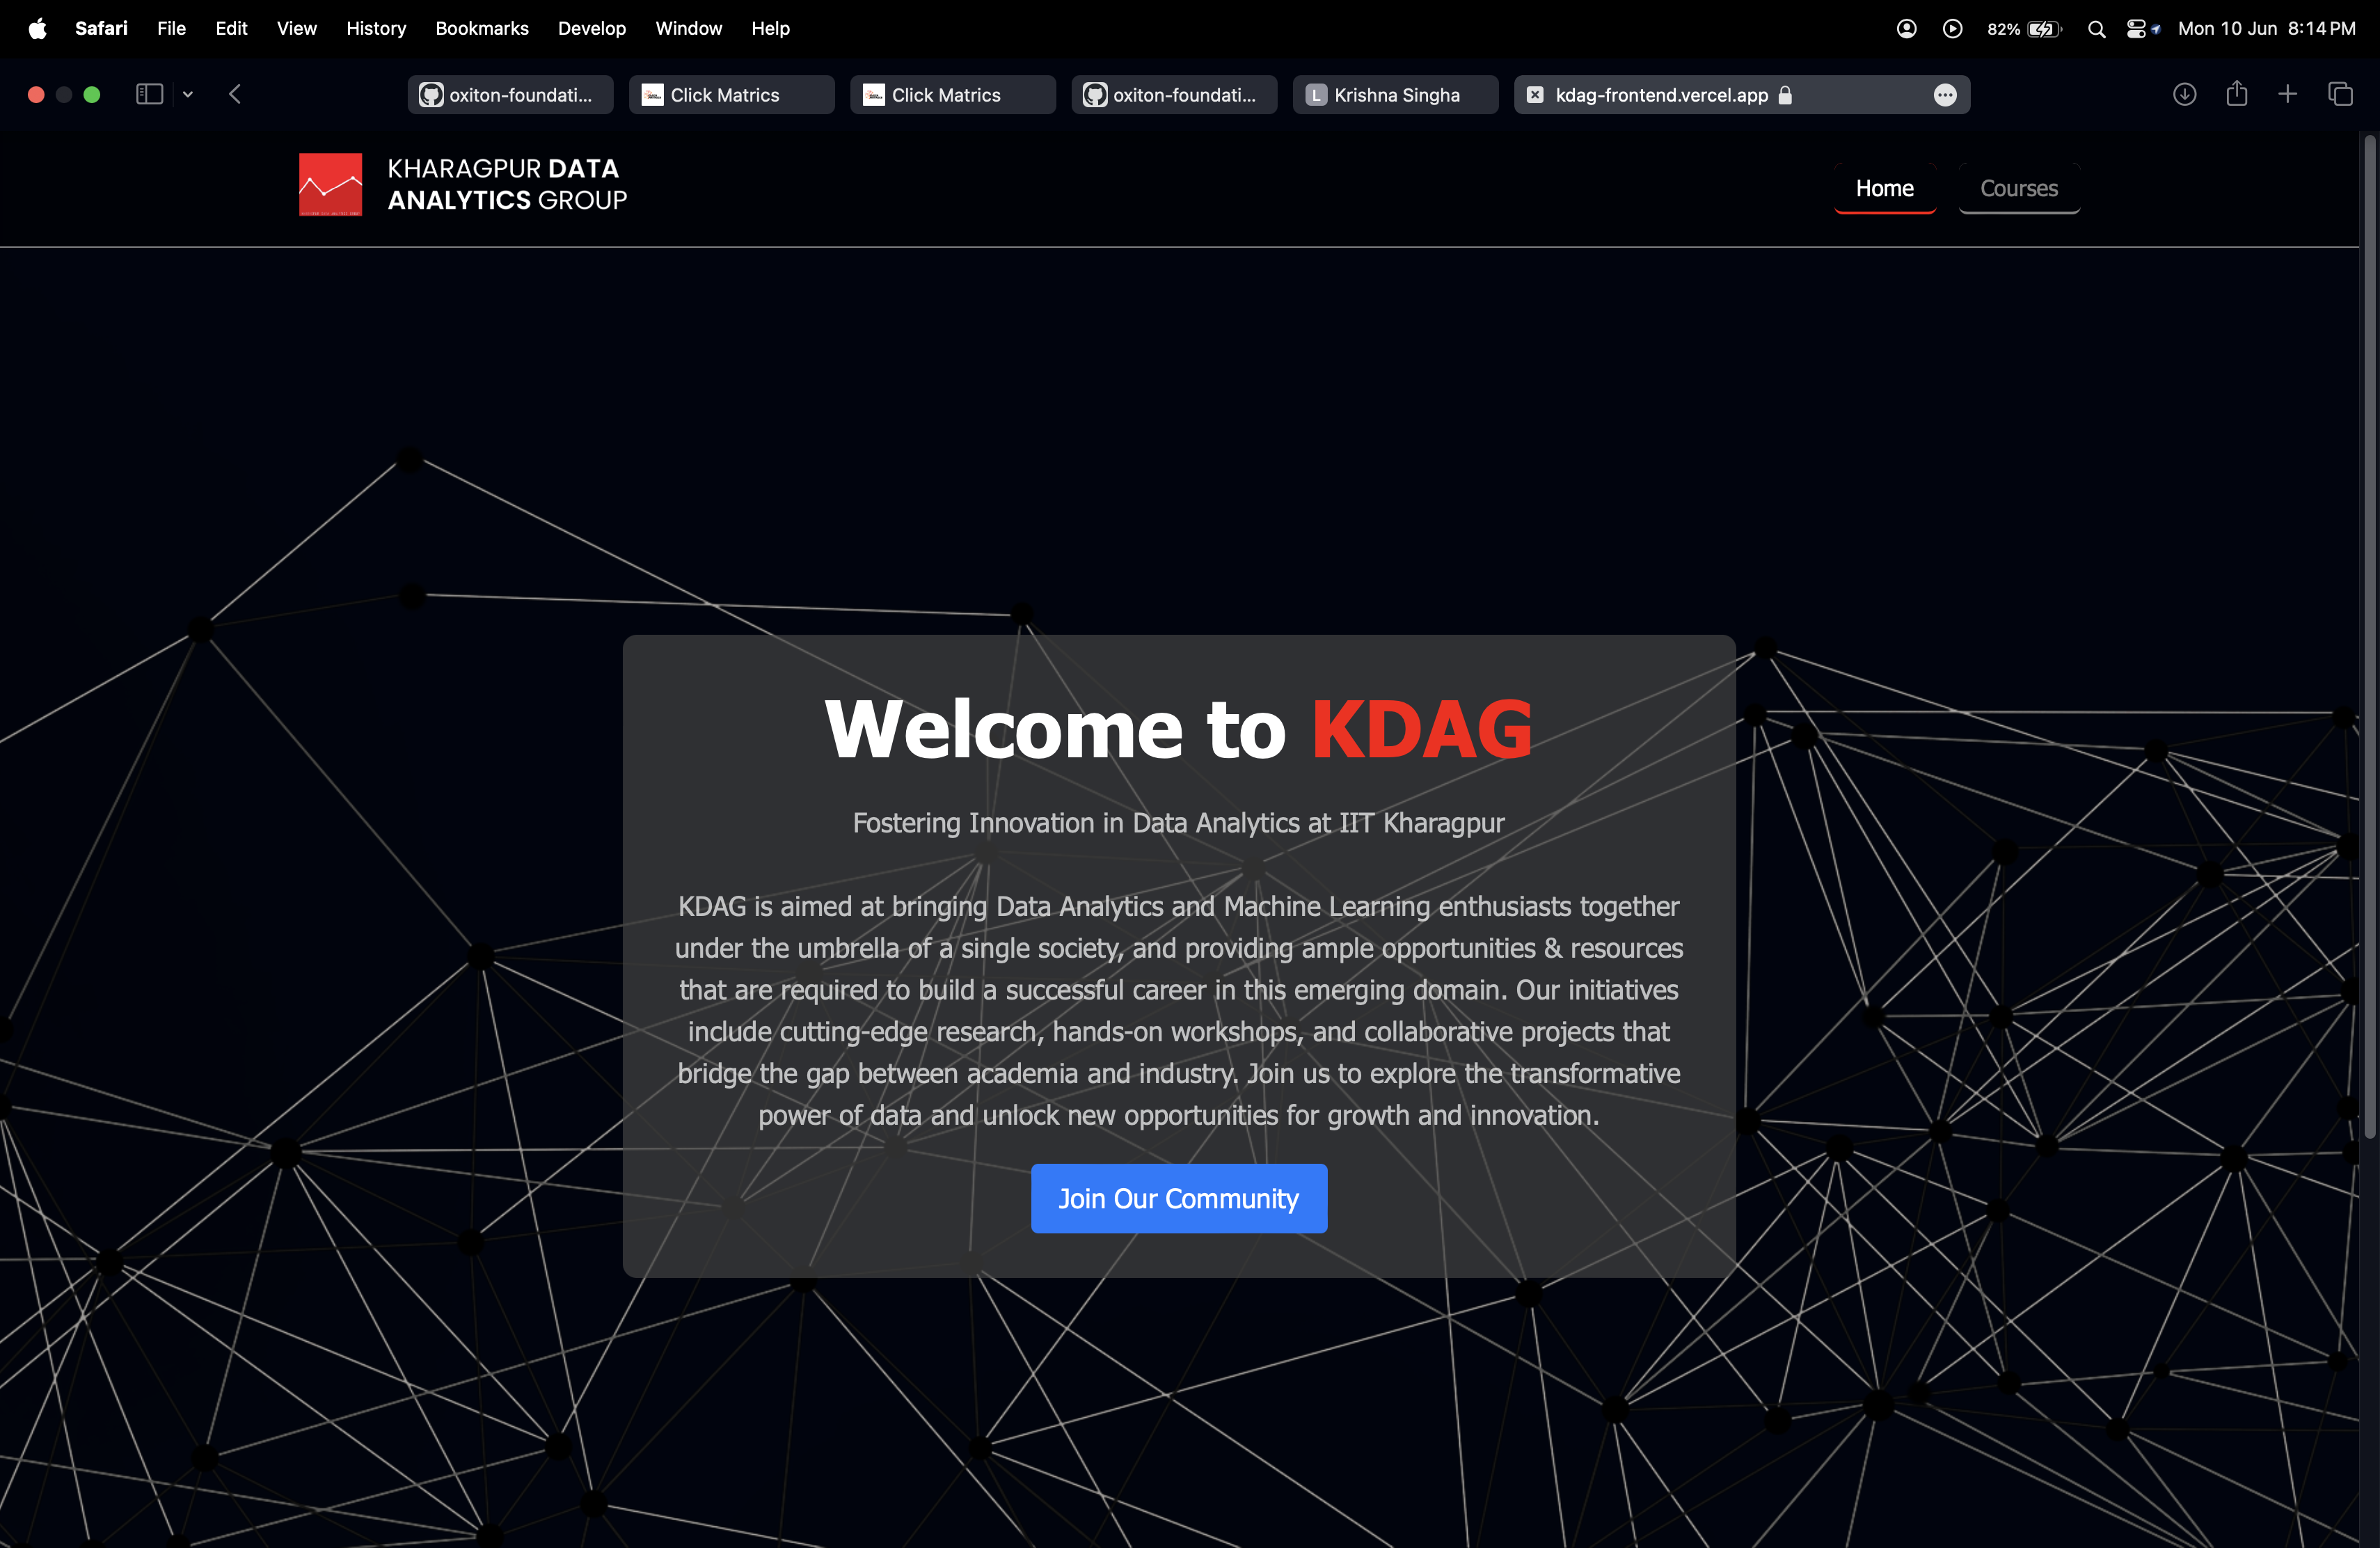 Safari File Edit View History Bookmarks Develop Window Help 82% Mon 10 Jun 8:14 PM
oxiton-foundati... Click Matrics Click Matrics oxiton-foundati... L Krishna Singha kdag-frontend.vercel.app
KHARAGPUR DATA
ANALYTICS GROUP
Home Courses
Welcome to KDAG
Fostering Innovation in Data Analytics at IIT Kharagpur
KDAG is aimed at bringing Data Analytics and Machine Learning enthusiasts together
under the umbrella of a single society, and providing ample opportunities & resources
that are required to build a successful career in this emerging domain. Our initiatives
include cutting-edge research, hands-on workshops, and collaborative projects that
bridge the gap between academia and industry. Join us to explore the transformative
power of data and unlock new opportunities for growth and innovation.
Join Our Community